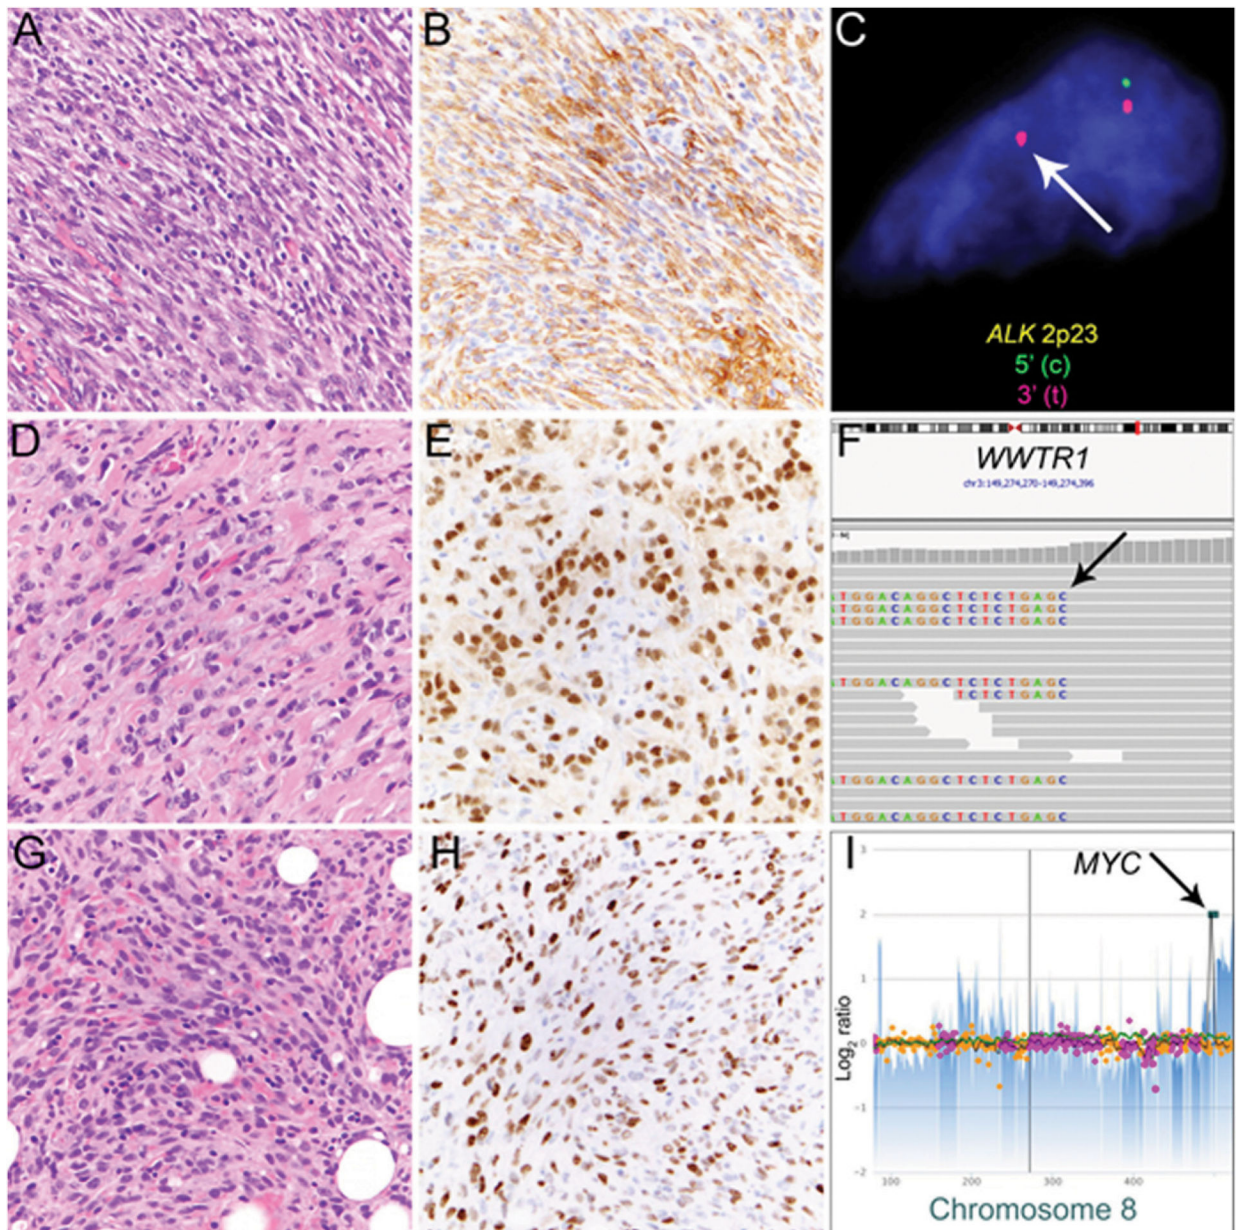 A
B
C
ALK 2p23
5' (c)
3' (t)
D
E
F
WWTR1
chr3:149,274,270-149,274,396
TGGACAGGCTCTCTGAGC
TGGACAGGCTCTCTGAGC
TGGACAGGCTCTCTGAGC
TGGACAGGCTCTCTGAGC
TCTCTGAGC
TGGACAGGCTCTCTGAGC
TGGACAGGCTCTCTGAGC
G
H
I
MYC
3
2
1
0
-1
-2
Log2 ratio
100
200
300
400
Chromosome 8